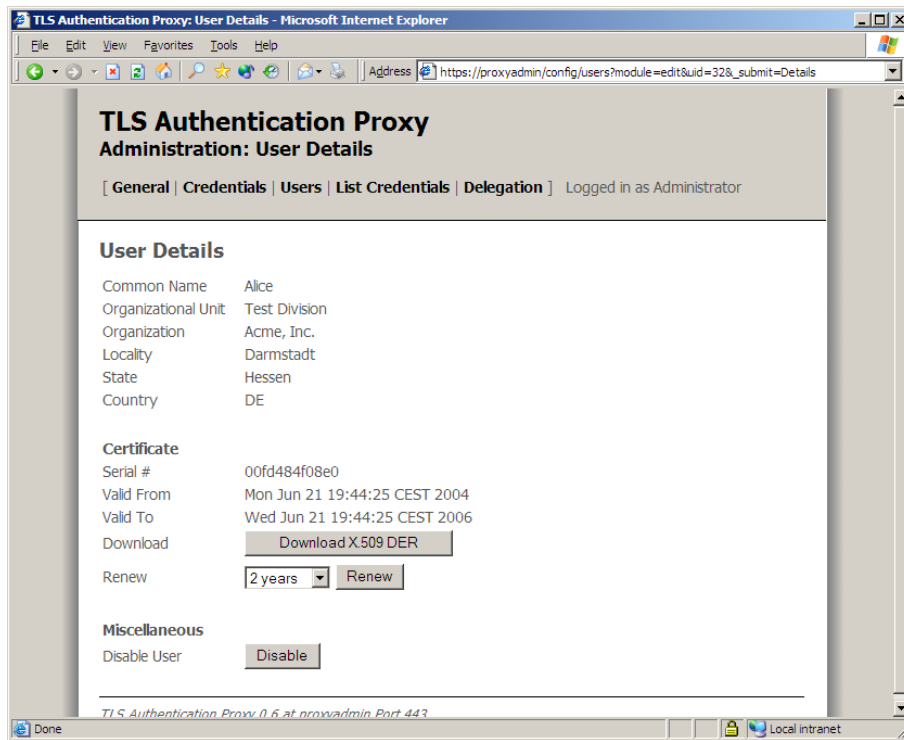 TLS Authentication Proxy: User Details - Microsoft Internet Explorer
File Edit View Favorites Tools Help
Address https://proxyadmin/config/users?module=edit&uid=32&_submit=Details
TLS Authentication Proxy
Administration: User Details
[ General | Credentials | Users | List Credentials | Delegation ] Logged in as Administrator
User Details
Common Name Alice
Organizational Unit Test Division
Organization Acme, Inc.
Locality Darmstadt
State Hessen
Country DE
Certificate
Serial # 00fd484f08e0
Valid From Mon Jun 21 19:44:25 CEST 2004
Valid To Wed Jun 21 19:44:25 CEST 2006
Download Download X.509 DER
Renew 2 years Renew
Miscellaneous
Disable User Disable
TLS Authentication Proxy 0.6 at proxyadmin Port 443
Done Local intranet